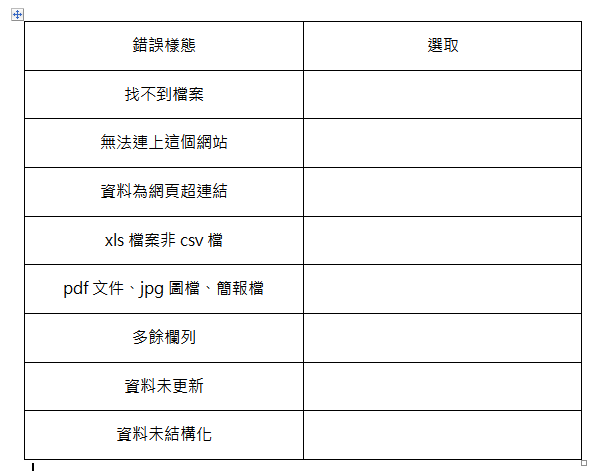 錯誤樣態 選取
找不到檔案
無法連上這個網站
資料為網頁超連結
xls 檔案非 csv 檔
pdf 文件、jpg 圖檔、簡報檔
多餘欄列
資料未更新
資料未結構化